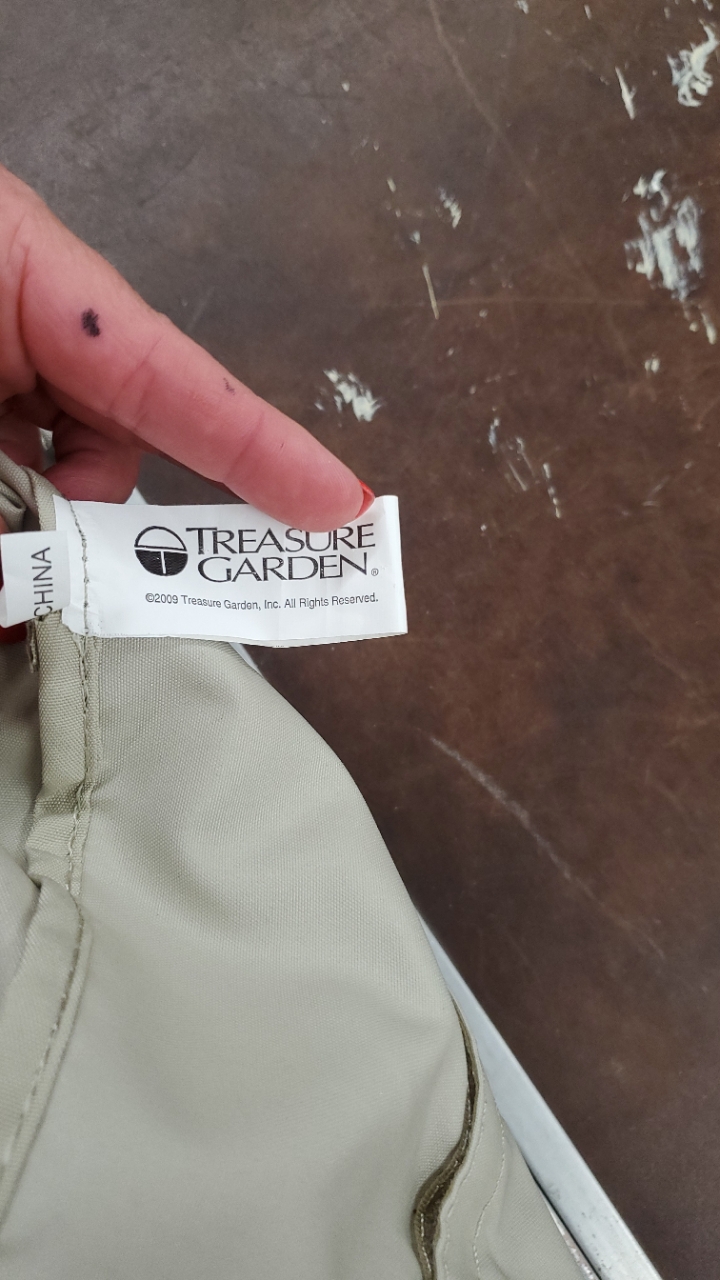 CHINA
TREASURE
GARDEN®
©2009 Treasure Garden, Inc. All Rights Reserved.